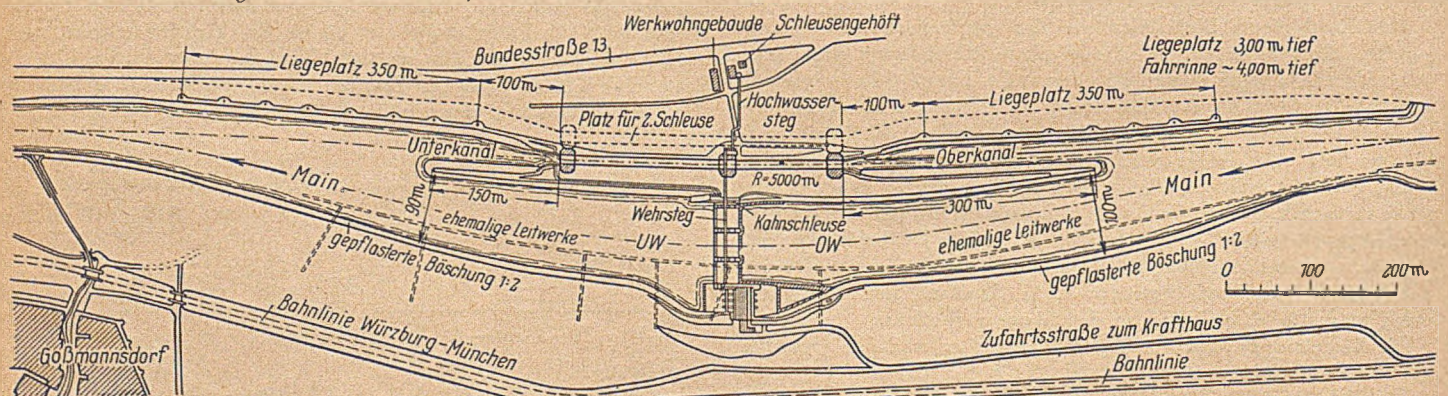 Werkwohngebäude Schleusengehöft
Bundesstraße 13
Liegeplatz 350 m
100 m
Liegeplatz 3,00 m tief
Fahrrinne ~ 4,00 m tief
Hochwasser-
steg
100 m
Liegeplatz 350 m
Platz für 2. Schleuse
Unterkanal
Oberkanal
R=5000 m
Main
Main
150 m
90 m
300 m
100 m
Wehrsteg
Kahnschleuse
ehemalige Leitwerke
UW
OW
ehemalige Leitwerke
gepflasterte Böschung 1:2
gepflasterte Böschung 1:2
0 100 200 m
Bahnlinie Würzburg-München
Zufahrtsstraße zum Krafthaus
Goßmannsdorf
Bahnlinie